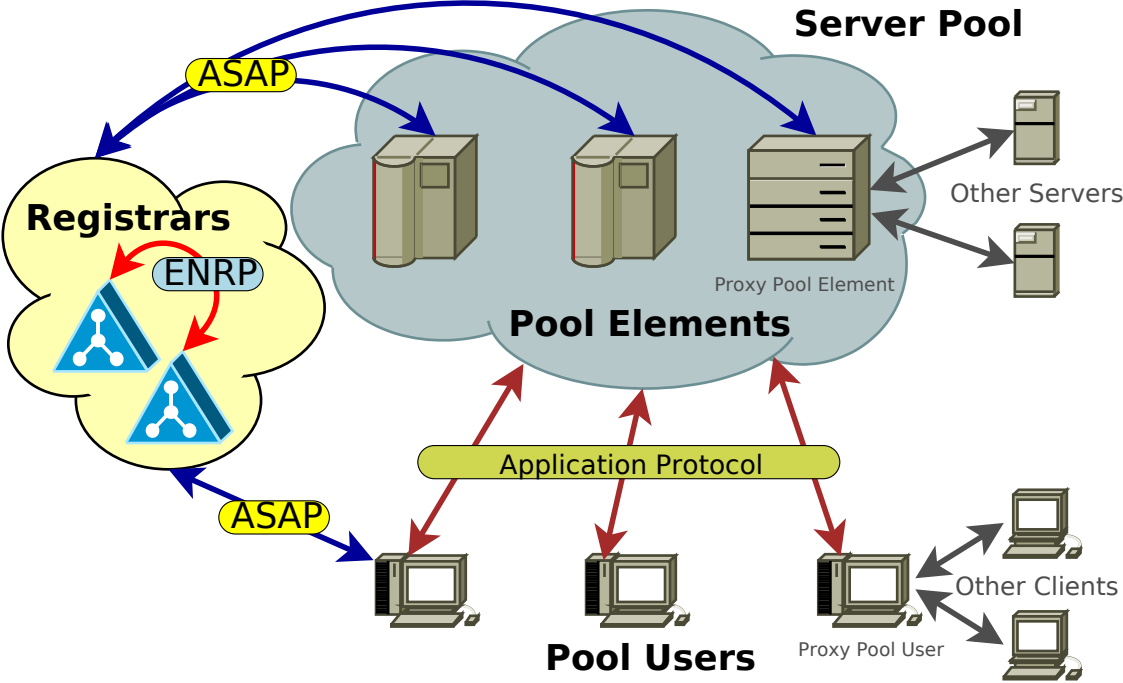 Server Pool
ASAP
Other Servers
Registrars
ENRP
Proxy Pool Element
Pool Elements
Application Protocol
ASAP
Other Clients
Proxy Pool User
Pool Users